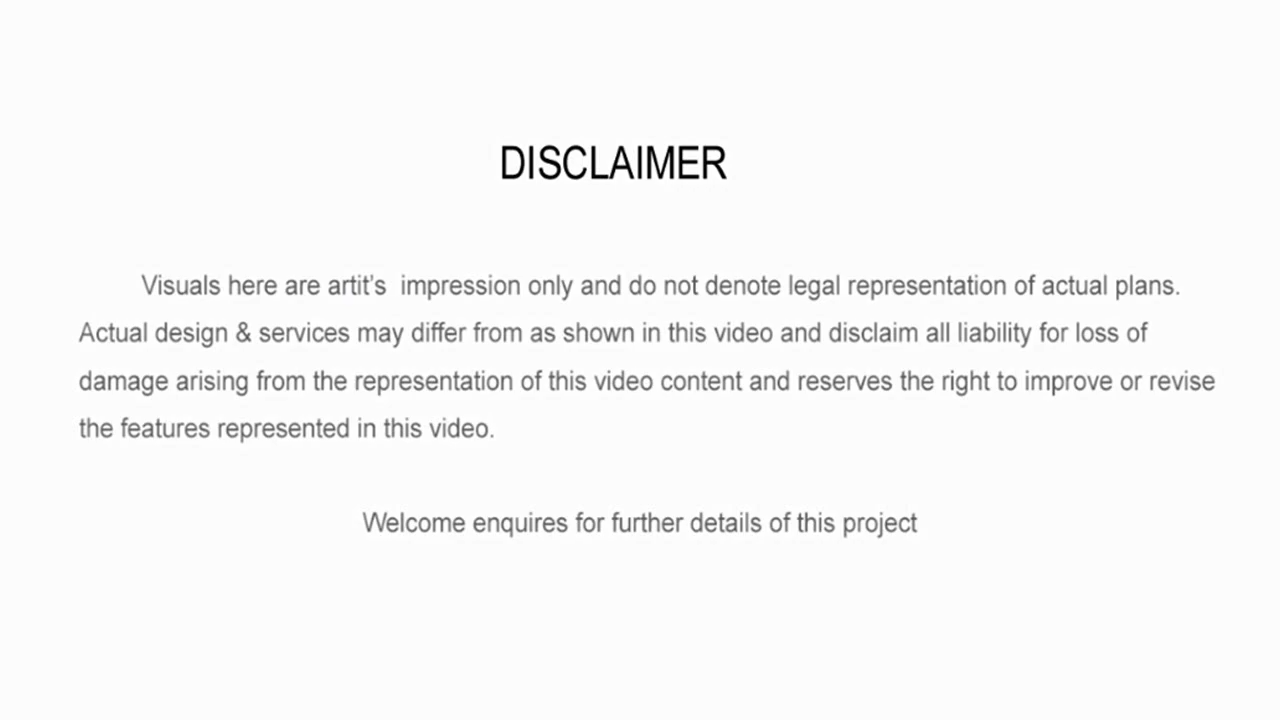 DISCLAIMER
Visuals here are artit's  impression only and do not denote legal representation of actual plans.
Actual design & services may differ from as shown in this video and disclaim all liability for loss of
damage arising from the representation of this video content and reserves the right to improve or revise
the features represented in this video.
Welcome enquires for further details of this project